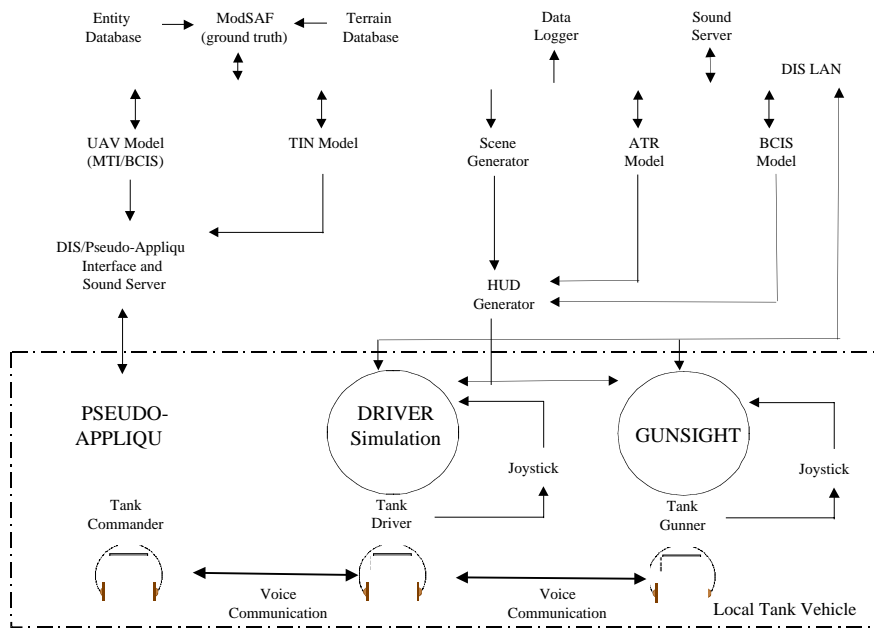 Entity
Database
ModSAF
(ground truth)
Terrain
Database
Data
Logger
Sound
Server
DIS LAN
UAV Model
(MTI/BCIS)
TIN Model
Scene
Generator
ATR
Model
BCIS
Model
DIS/Pseudo-Appliqu
Interface and
Sound Server
HUD
Generator
PSEUDO-
APPLIQU
DRIVER
Simulation
GUNSIGHT
Joystick
Joystick
Tank
Commander
Tank
Driver
Tank
Gunner
Voice
Communication
Voice
Communication
Local Tank Vehicle